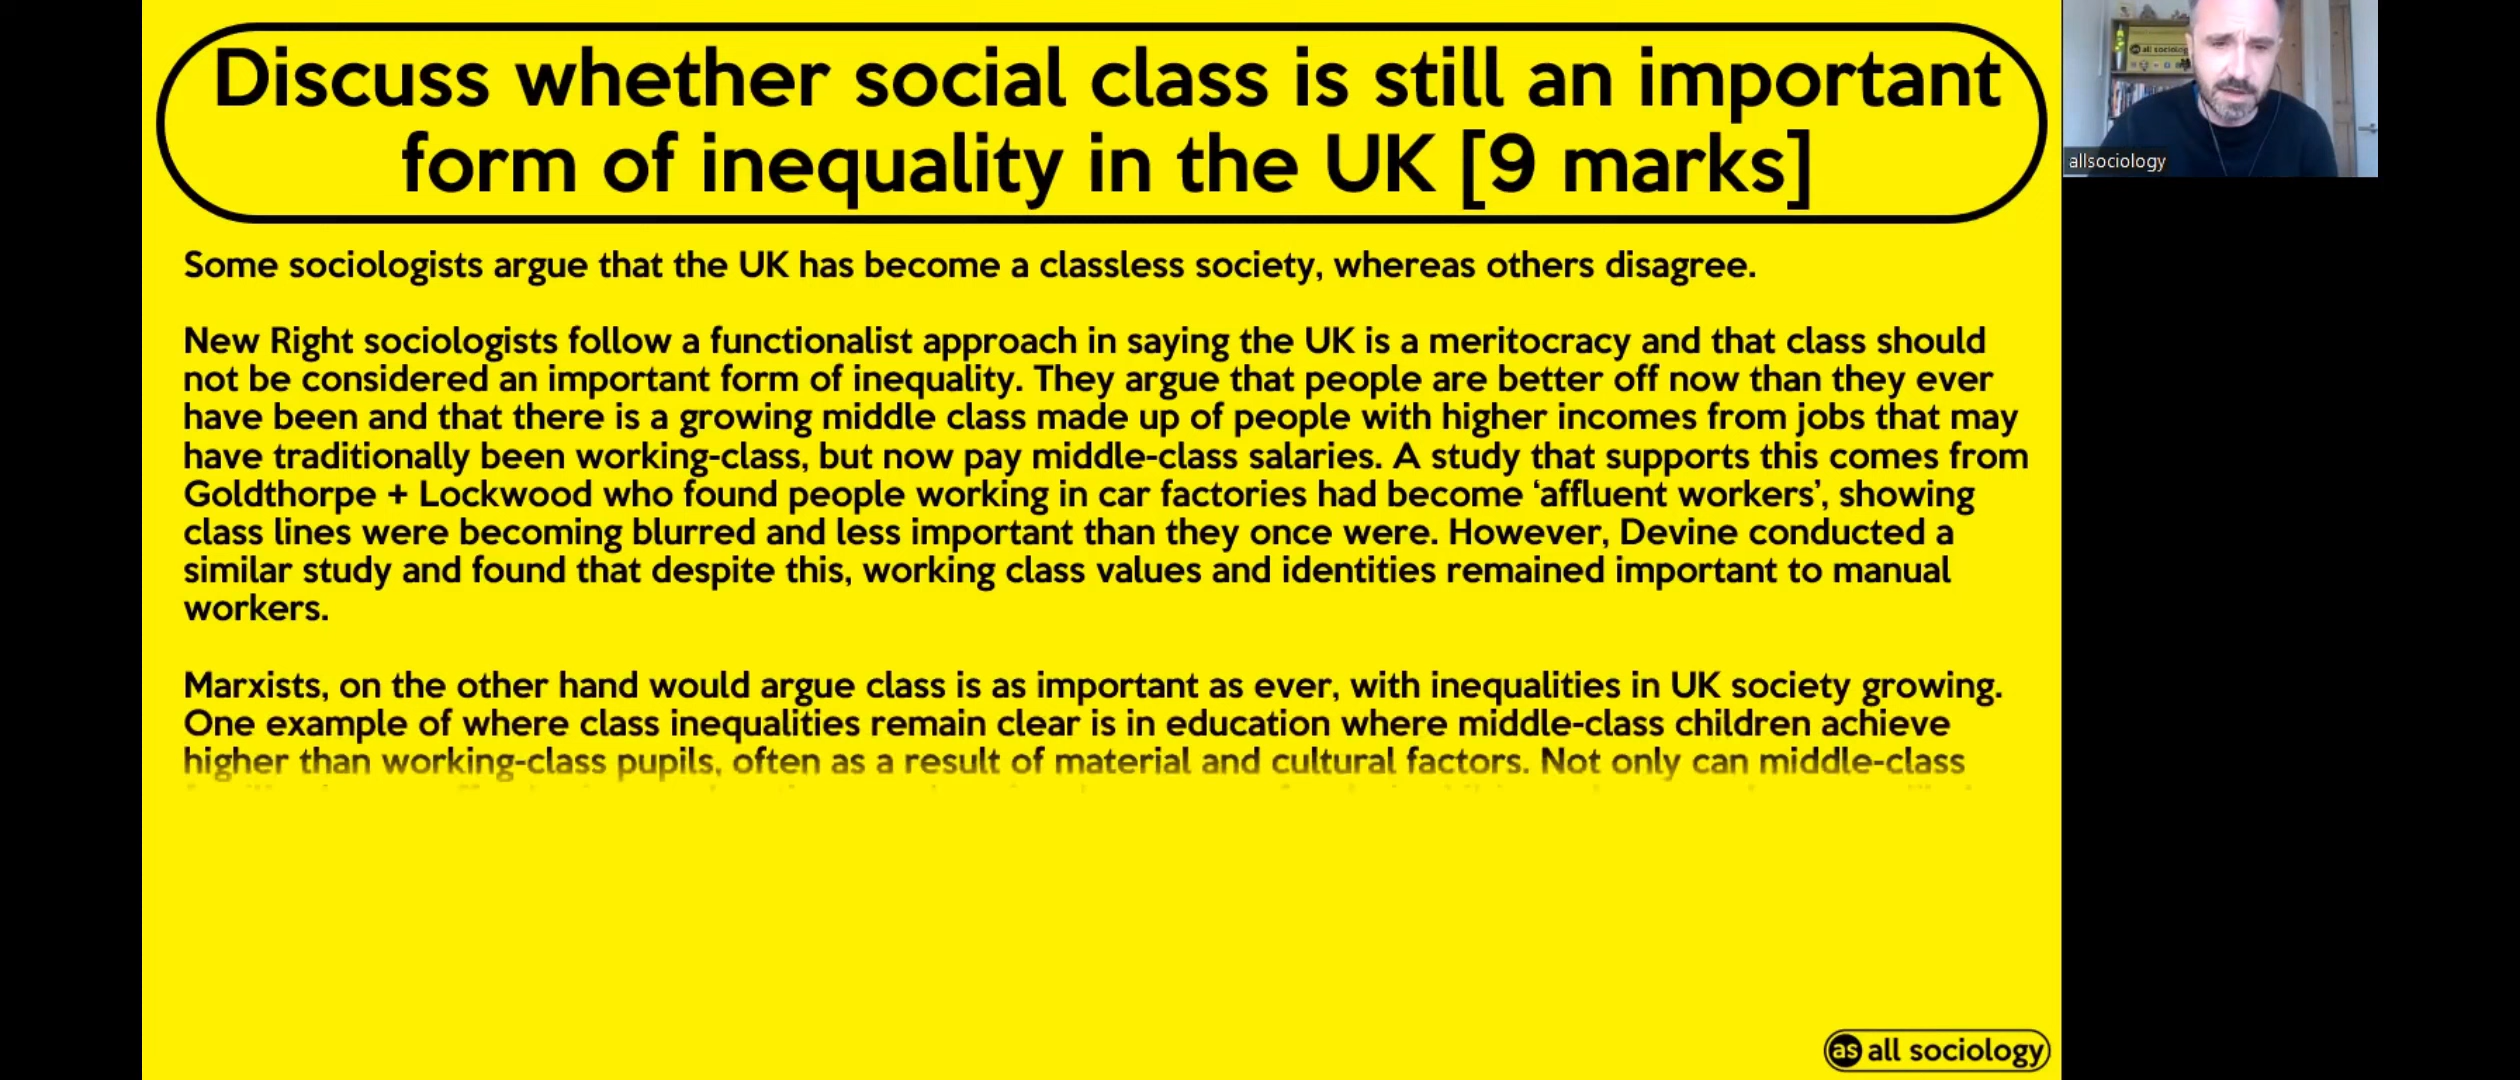 Discuss whether social class is still an important
form of inequality in the UK [9 marks]
Some sociologists argue that the UK has become a classless society, whereas others disagree.
New Right sociologists follow a functionalist approach in saying the UK is a meritocracy and that class should
not be considered an important form of inequality. They argue that people are better off now than they ever
have been and that there is a growing middle class made up of people with higher incomes from jobs that may
have traditionally been working-class, but now pay middle-class salaries. A study that supports this comes from
Goldthorpe + Lockwood who found people working in car factories had become ‘affluent workers’, showing
class lines were becoming blurred and less important than they once were. However, Devine conducted a
similar study and found that despite this, working class values and identities remained important to manual
workers.
Marxists, on the other hand would argue class is as important as ever, with inequalities in UK society growing.
One example of where class inequalities remain clear is in education where middle-class children achieve
higher than working-class pupils, often as a result of material and cultural factors. Not only can middle-class
as all sociology
all sociology
allsociology